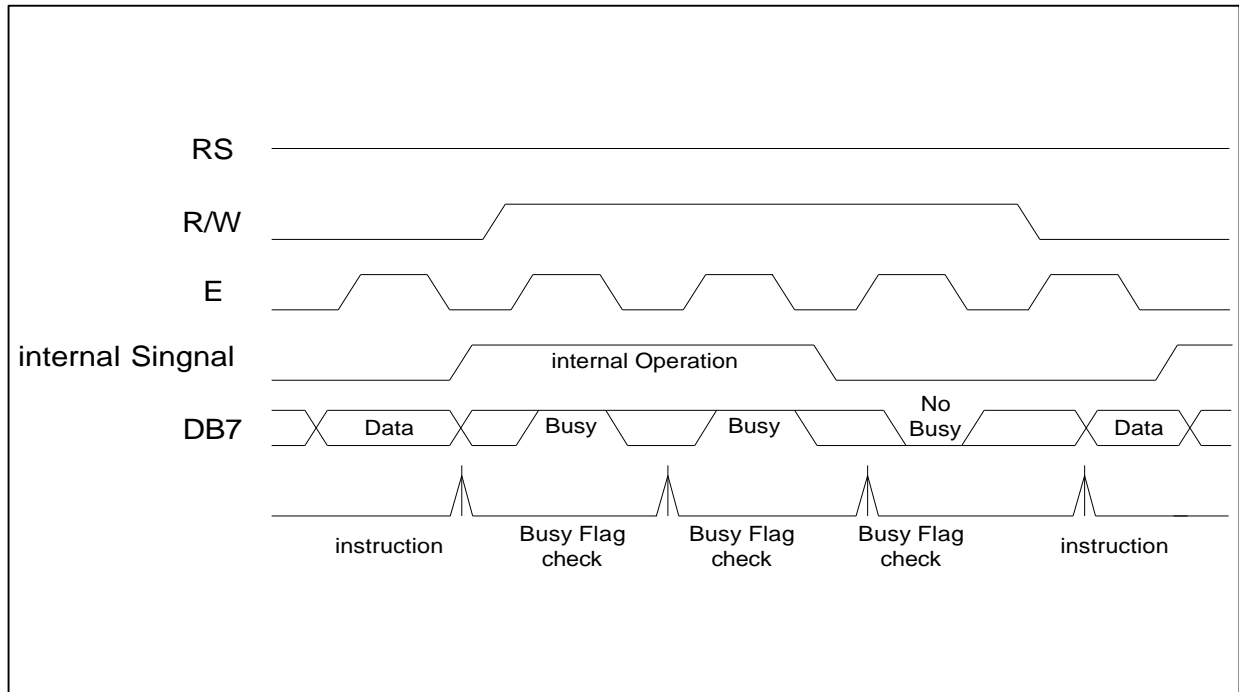 RS
R/W
E
internal Singnal
internal Operation
DB7
Data
Busy
Busy
No
Busy
Data
instruction
Busy Flag
check
Busy Flag
check
Busy Flag
check
instruction